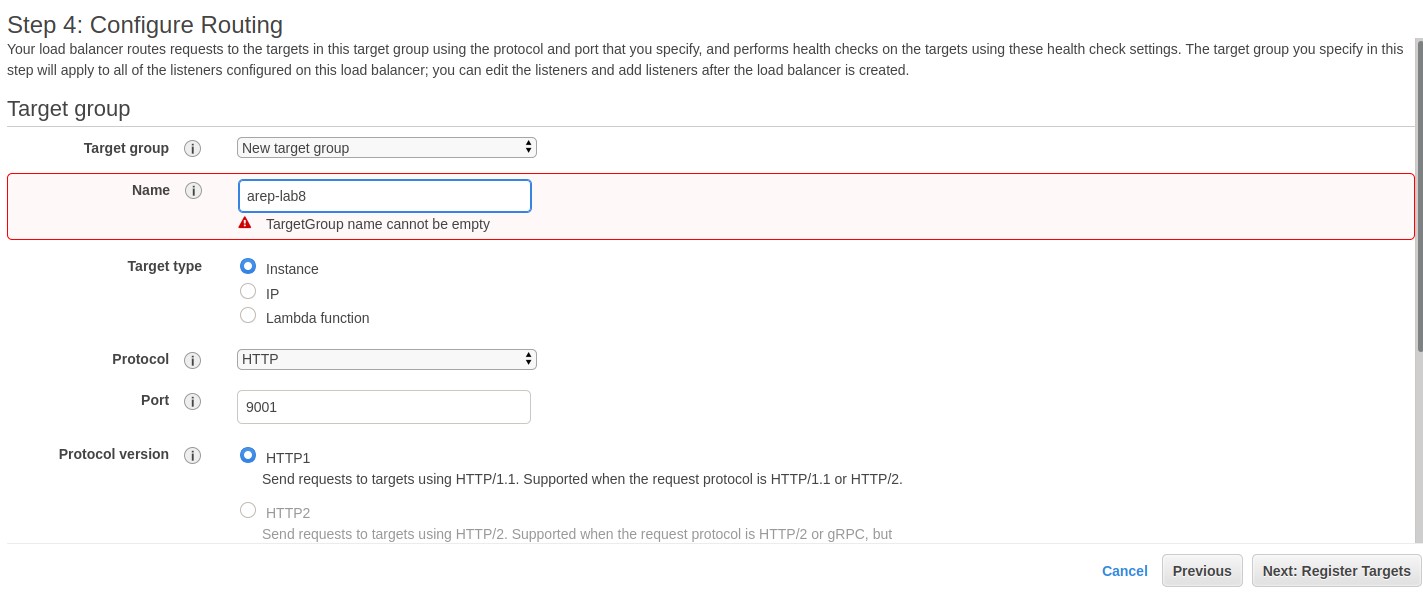 Step 4: Configure Routing
Your load balancer routes requests to the targets in this target group using the protocol and port that you specify, and performs health checks on the targets using these health check settings. The target group you specify in this
step will apply to all of the listeners configured on this load balancer; you can edit the listeners and add listeners after the load balancer is created.
Target group
Target group i New target group
Name i arep-lab8
TargetGroup name cannot be empty
Target type Instance
IP
Lambda function
Protocol i HTTP
Port i 9001
Protocol version i HTTP1
Send requests to targets using HTTP/1.1. Supported when the request protocol is HTTP/1.1 or HTTP/2.
HTTP2
Send requests to targets using HTTP/2. Supported when the request protocol is HTTP/2 or gRPC, but
Cancel Previous Next: Register Targets